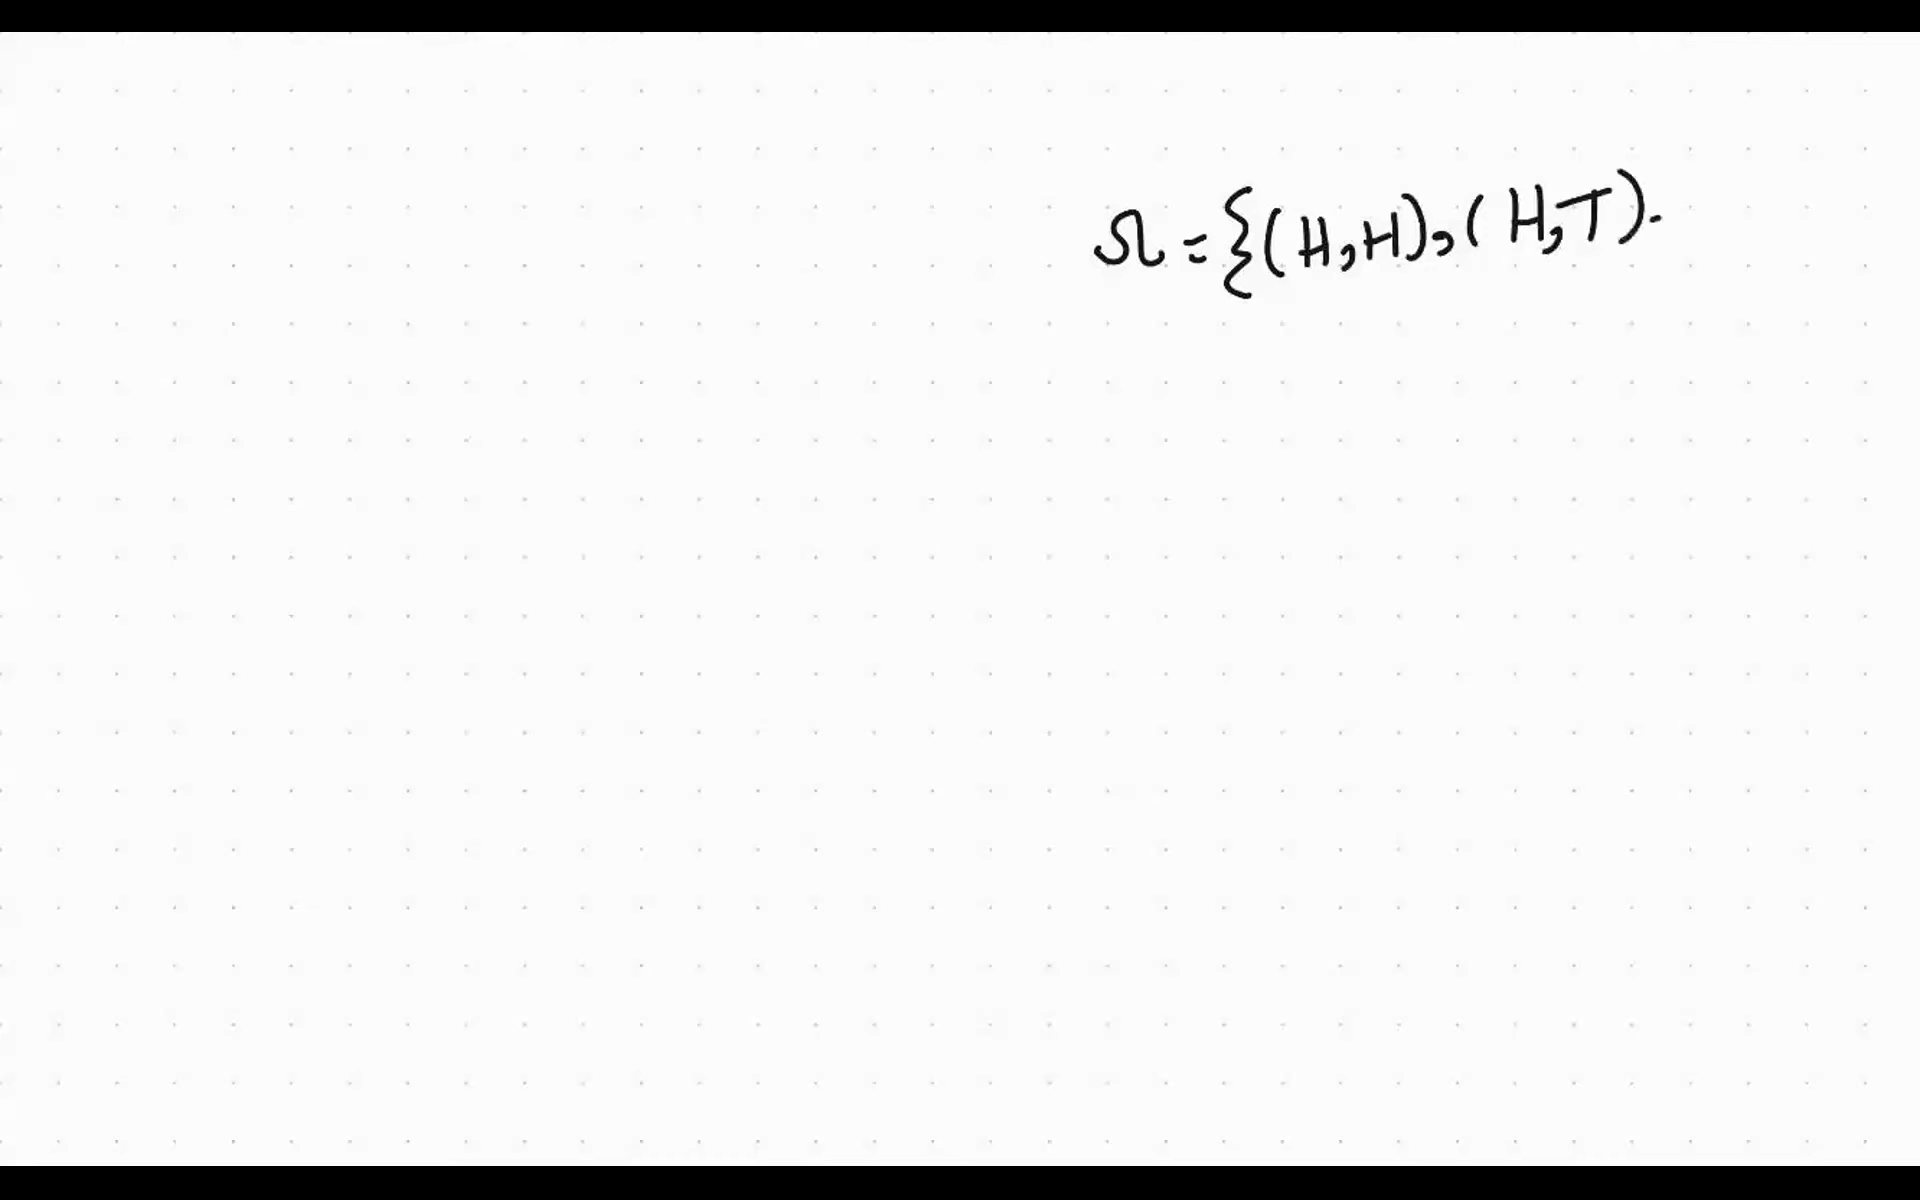 Ω = {(H,H),(H,T).